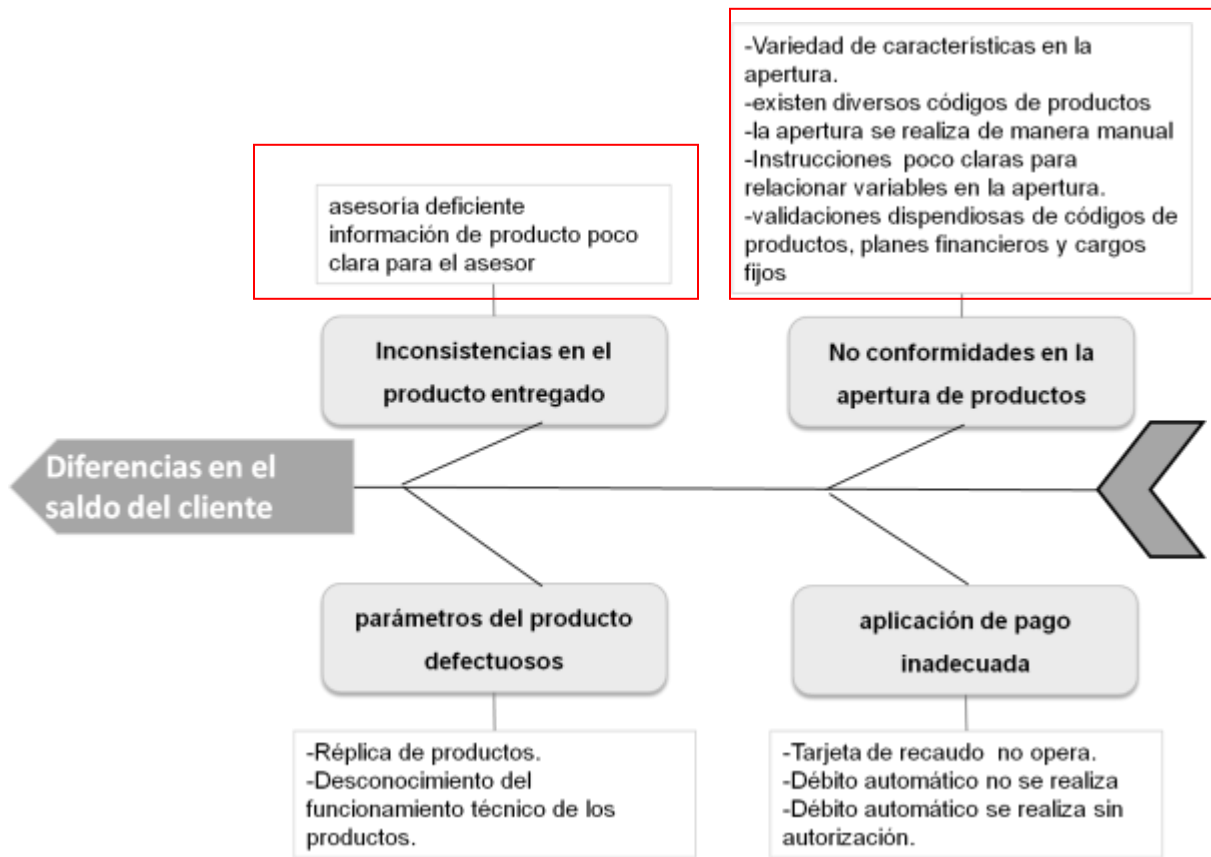 -Variedad de características en la
apertura.
-existen diversos códigos de productos
-la apertura se realiza de manera manual
-Instrucciones poco claras para
relacionar variables en la apertura.
-validaciones dispendiosas de códigos de
productos, planes financieros y cargos
fijos
asesoria deficiente
información de producto poco
clara para el asesor
Inconsistencias en el
producto entregado
No conformidades en la
apertura de productos
Diferencias en el
saldo del cliente
parámetros del producto
defectuosos
aplicación de pago
inadecuada
-Réplica de productos.
-Desconocimiento del
funcionamiento técnico de los
productos.
-Tarjeta de recaudo no opera.
-Débito automático no se realiza
-Débito automático se realiza sin
autorización.